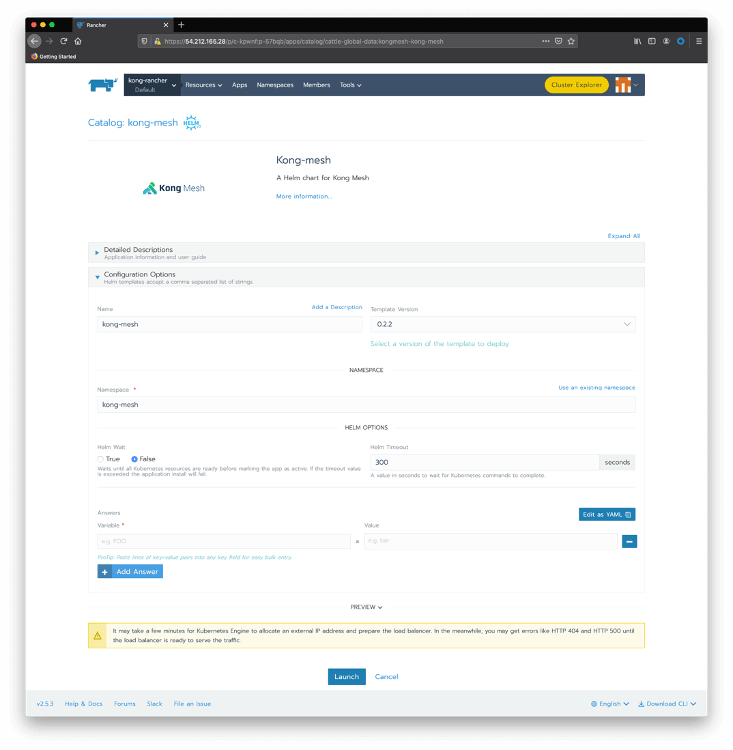 Rancher
https://54.212.166.28/p/c-kpwnf:p-57bqb/apps/catalog/cattle-global-data:kongmesh-kong-mesh
Getting Started
kong-rancher
Default
Resources Apps Namespaces Members Tools
Cluster Explorer
Catalog: kong-mesh HELM
Kong-mesh
A Helm chart for Kong Mesh
Kong Mesh
More information...
Expand All
Detailed Descriptions
Application information and user guide
Configuration Options
Helm templates accept a comma separated list of strings
Name Add a Description Template Version
kong-mesh 0.2.2
Select a version of the template to deploy
NAMESPACE
Namespace * Use an existing namespace
kong-mesh
HELM OPTIONS
Helm Wait Helm Timeout
True False 300 seconds
Waits until all Kubernetes resources are ready before marking the app as active. If the timeout value
is exceeded the application install will fail.
A value in seconds to wait for Kubernetes commands to complete.
Answers Edit as YAML
Variable * Value
e.g. FOO = e.g. bar
ProTip: Paste lines of key=value pairs into any key field for easy bulk entry.
+ Add Answer
PREVIEW
It may take a few minutes for Kubernetes Engine to allocate an external IP address and prepare the load balancer. In the meanwhile, you may get errors like HTTP 404 and HTTP 500 until
the load balancer is ready to serve the traffic.
Launch Cancel
v2.5.3 Help & Docs Forums Slack File an Issue English Download CLI